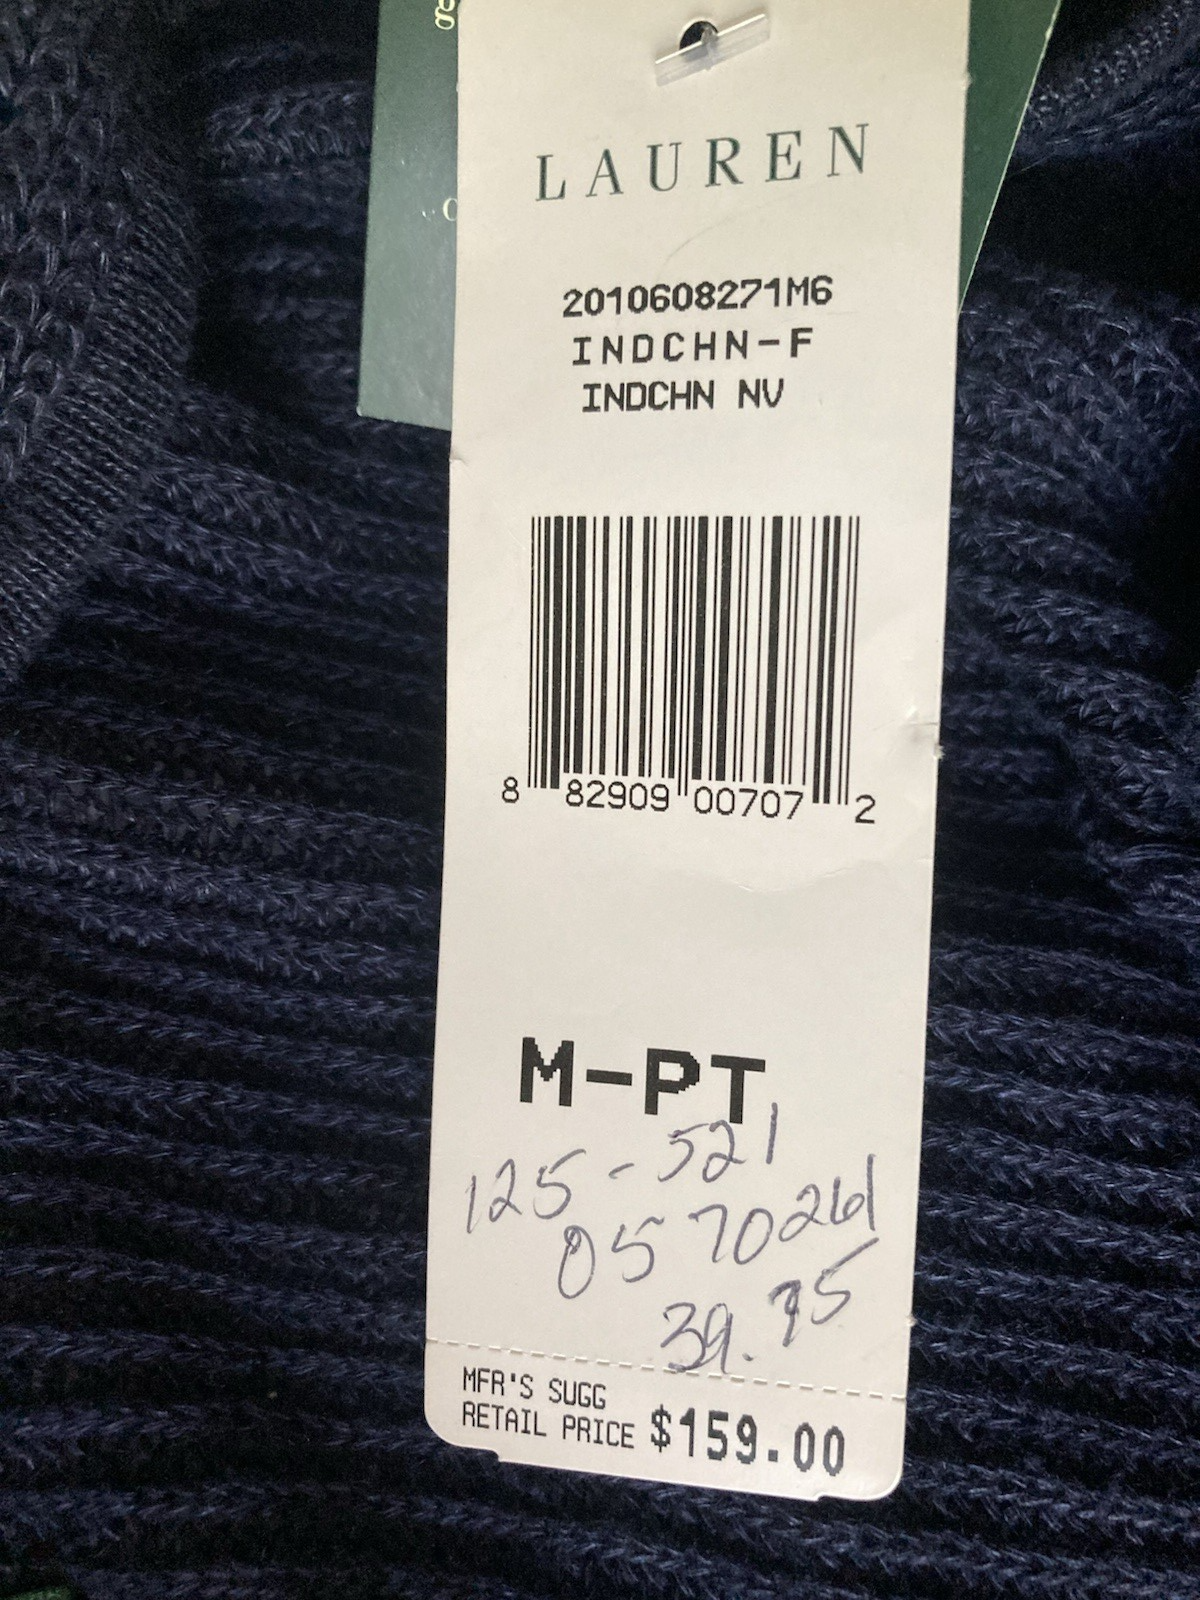 LAUREN
2010608271M6
INDCHN-F
INDCHN NV
8 82909 00707 2
M-PT
125-521
0570261
39.95
MFR'S SUGG
RETAIL PRICE $159.00